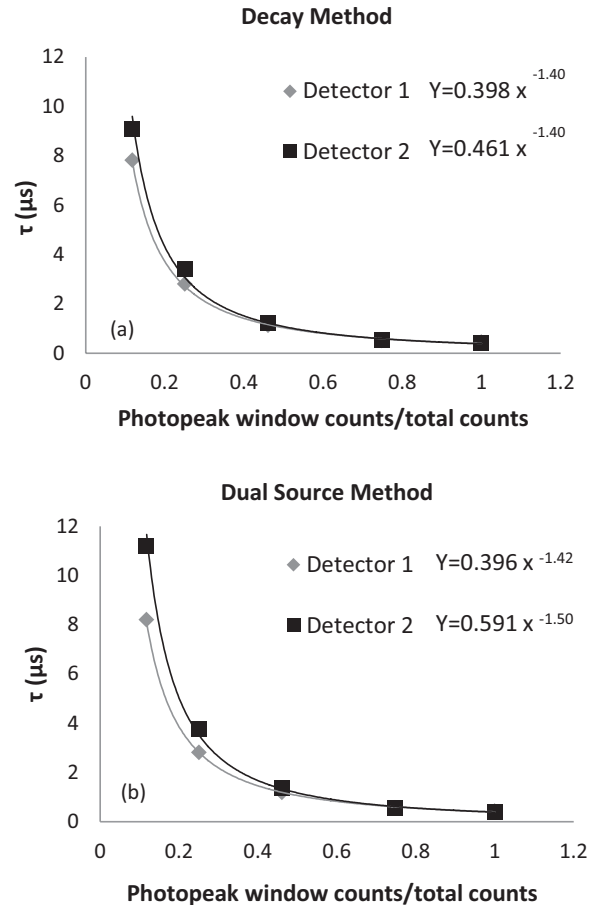 Decay Method
12
10
8
6
4
2
0
τ (µs)
Detector 1 Y=0.398 x -1.40
Detector 2 Y=0.461 x -1.40
(a)
0 0.2 0.4 0.6 0.8 1 1.2
Photopeak window counts/total counts
Dual Source Method
12
10
8
6
4
2
0
τ (µs)
Detector 1 Y=0.396 x -1.42
Detector 2 Y=0.591 x -1.50
(b)
0 0.2 0.4 0.6 0.8 1 1.2
Photopeak window counts/total counts